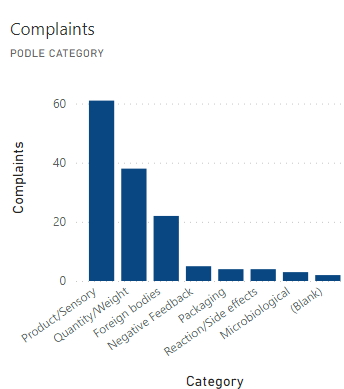 Complaints
PODLE CATEGORY
60
40
20
0
Complaints
Product/Sensory
Quantity/Weight
Foreign bodies
Negative Feedback
Packaging
Reaction/Side effects
Microbiological
(Blank)
Category